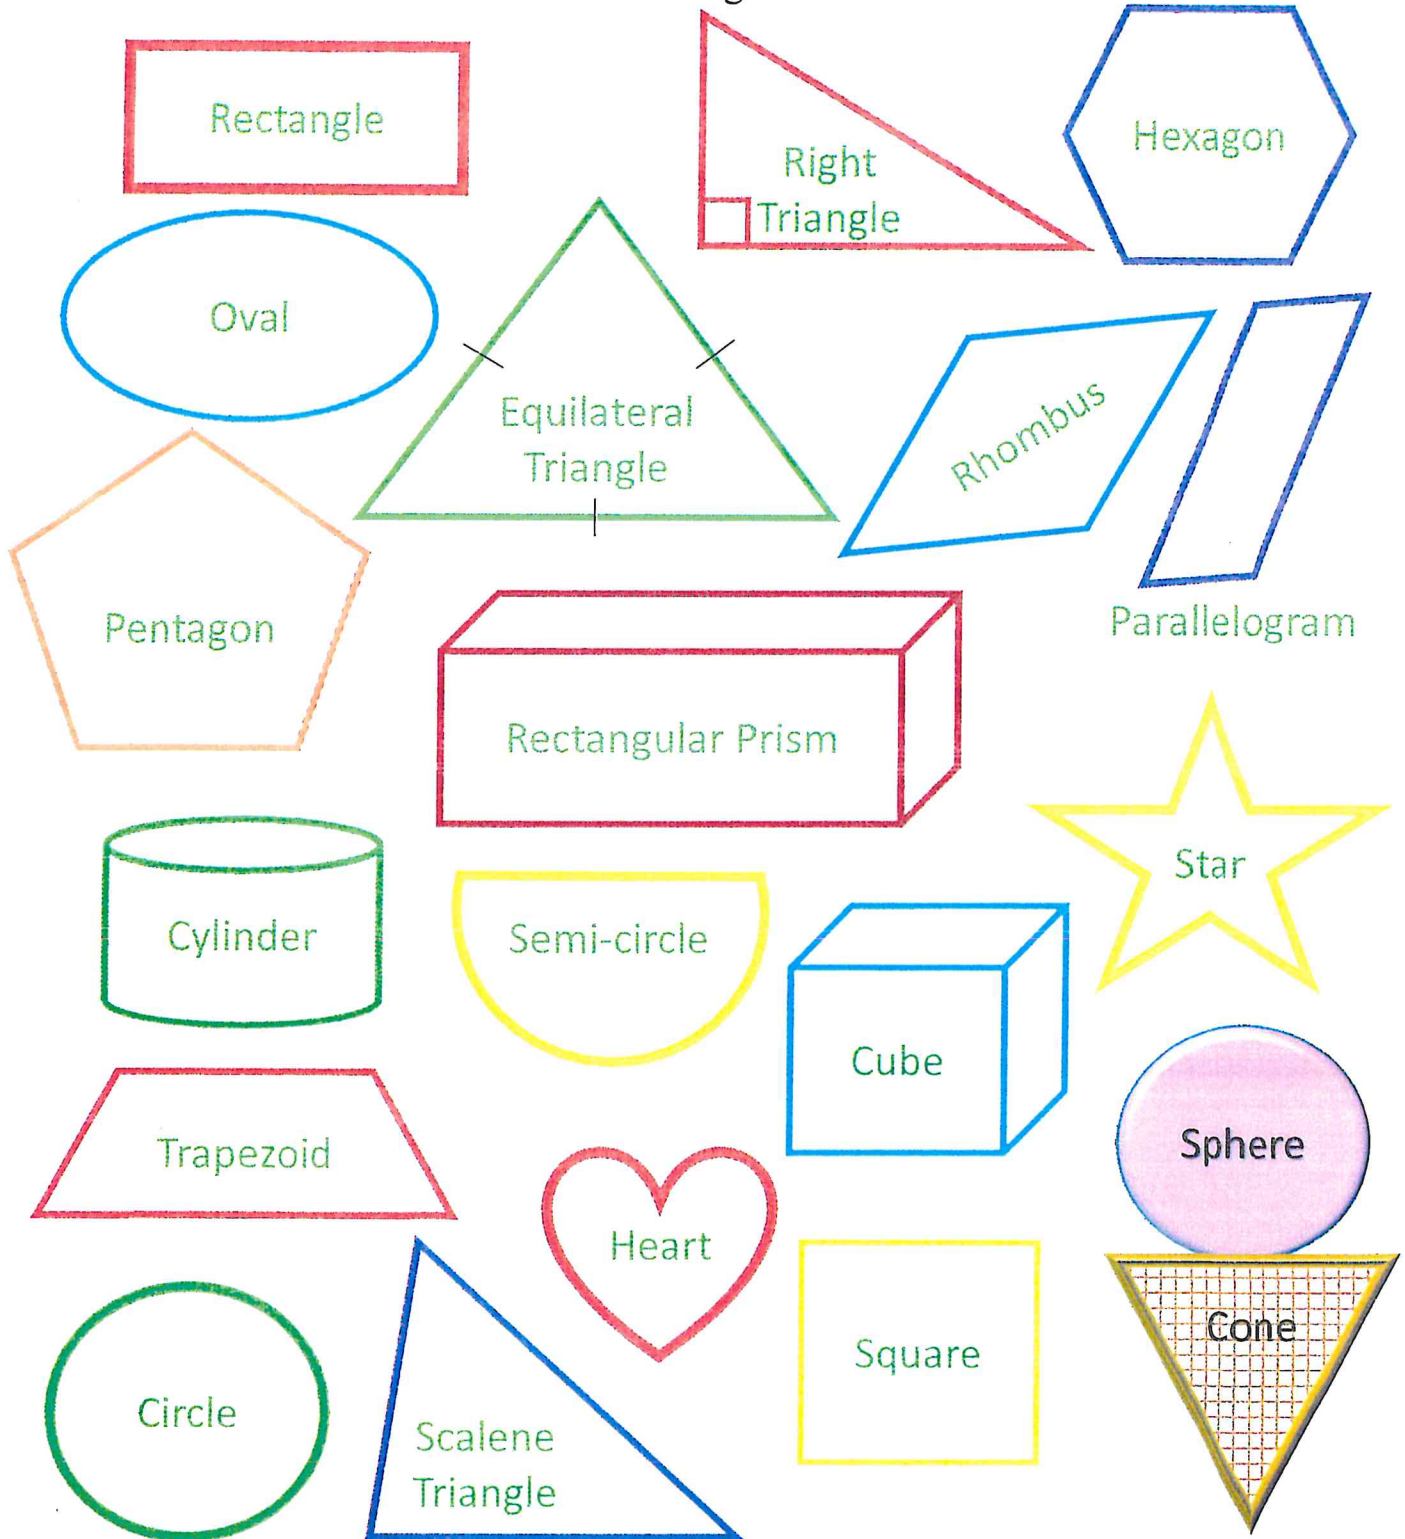 Rectangle
Right
Triangle
Hexagon
Oval
Equilateral
Triangle
Rhombus
Pentagon
Parallelogram
Rectangular Prism
Star
Cylinder
Semi-circle
Cube
Trapezoid
Sphere
Heart
Cone
Square
Circle
Scalene
Triangle